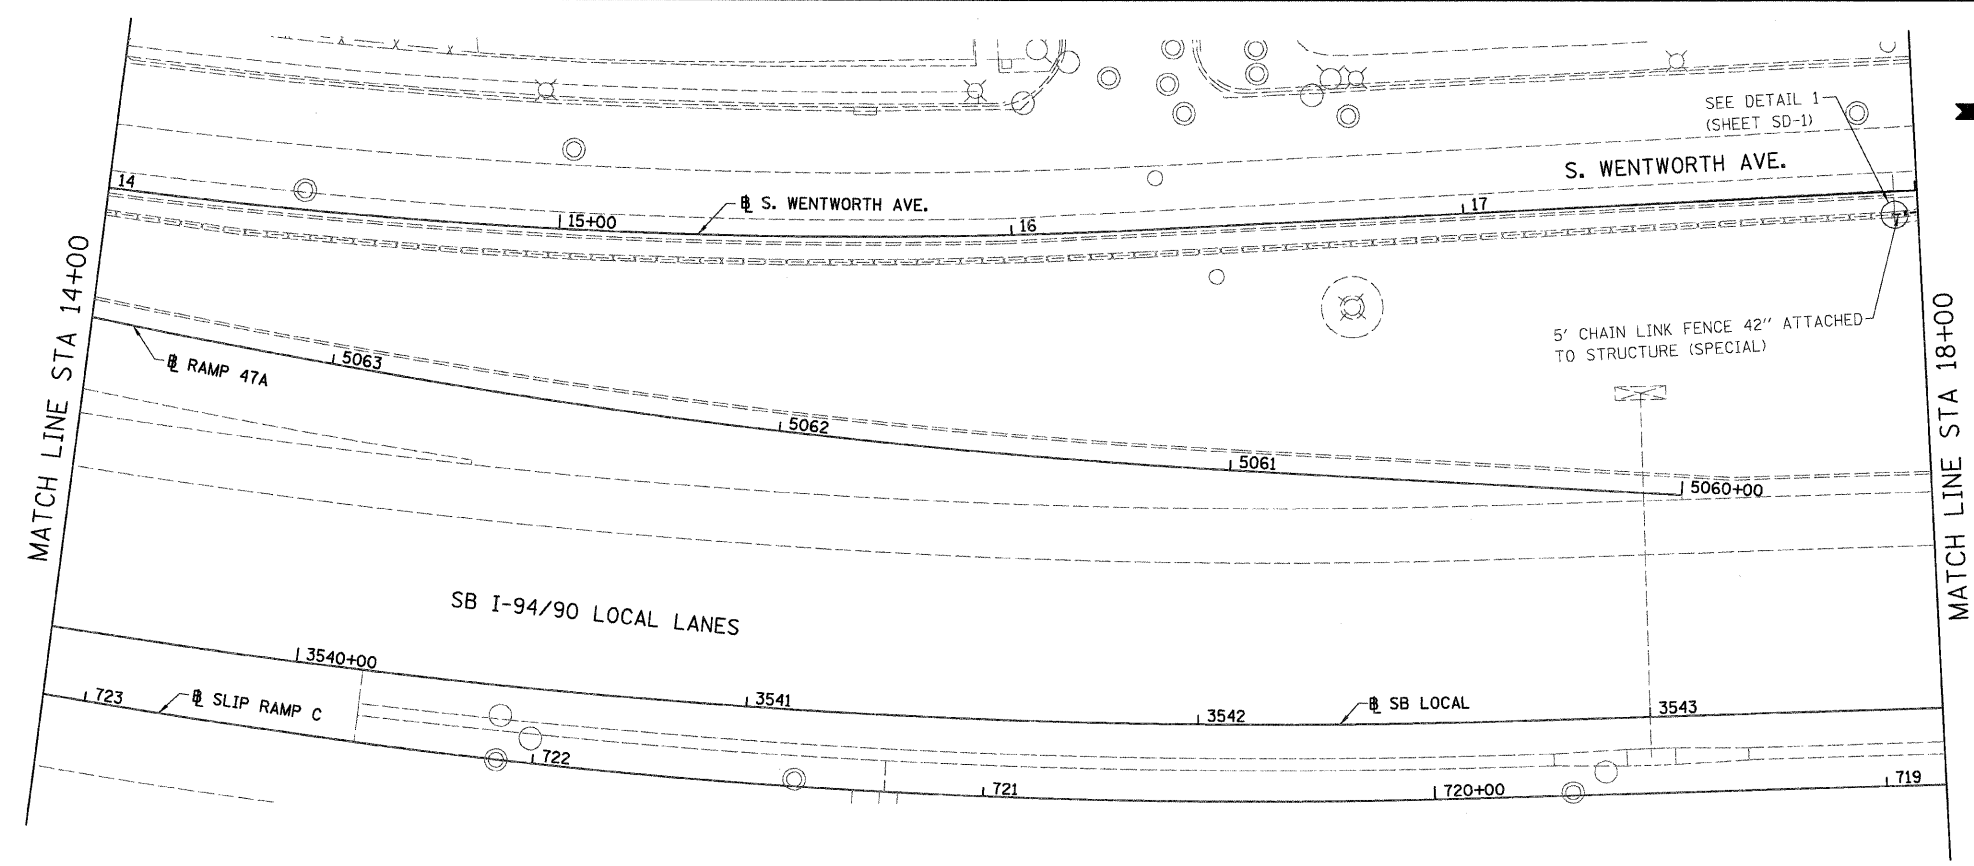 SEE DETAIL 1
(SHEET SD-1)
S. WENTWORTH AVE.
14
℄ S. WENTWORTH AVE.
15+00
16
17
MATCH LINE STA 14+00
MATCH LINE STA 18+00
5' CHAIN LINK FENCE 42" ATTACHED
TO STRUCTURE (SPECIAL)
℄ RAMP 47A
5063
5062
5061
5060+00
SB I-94/90 LOCAL LANES
3540+00
3541
3542
℄ SB LOCAL
3543
723
℄ SLIP RAMP C
722
721
720+00
719